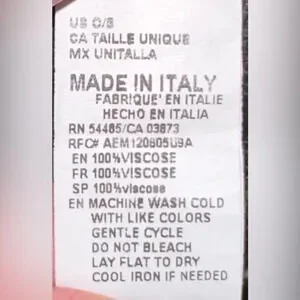 US O/S
CA TAILLE UNIQUE
MX UNITALLA
MADE IN ITALY
FABRIQUE' EN ITALIE
HECHO EN ITALIA
RN 54485/CA 03873
RFC# AEM120805U9A
EN 100%VISCOSE
FR 100%VISCOSE
SP 100%viscose
EN MACHINE WASH COLD
WITH LIKE COLORS
GENTLE CYCLE
DO NOT BLEACH
LAY FLAT TO DRY
COOL IRON IF NEEDED